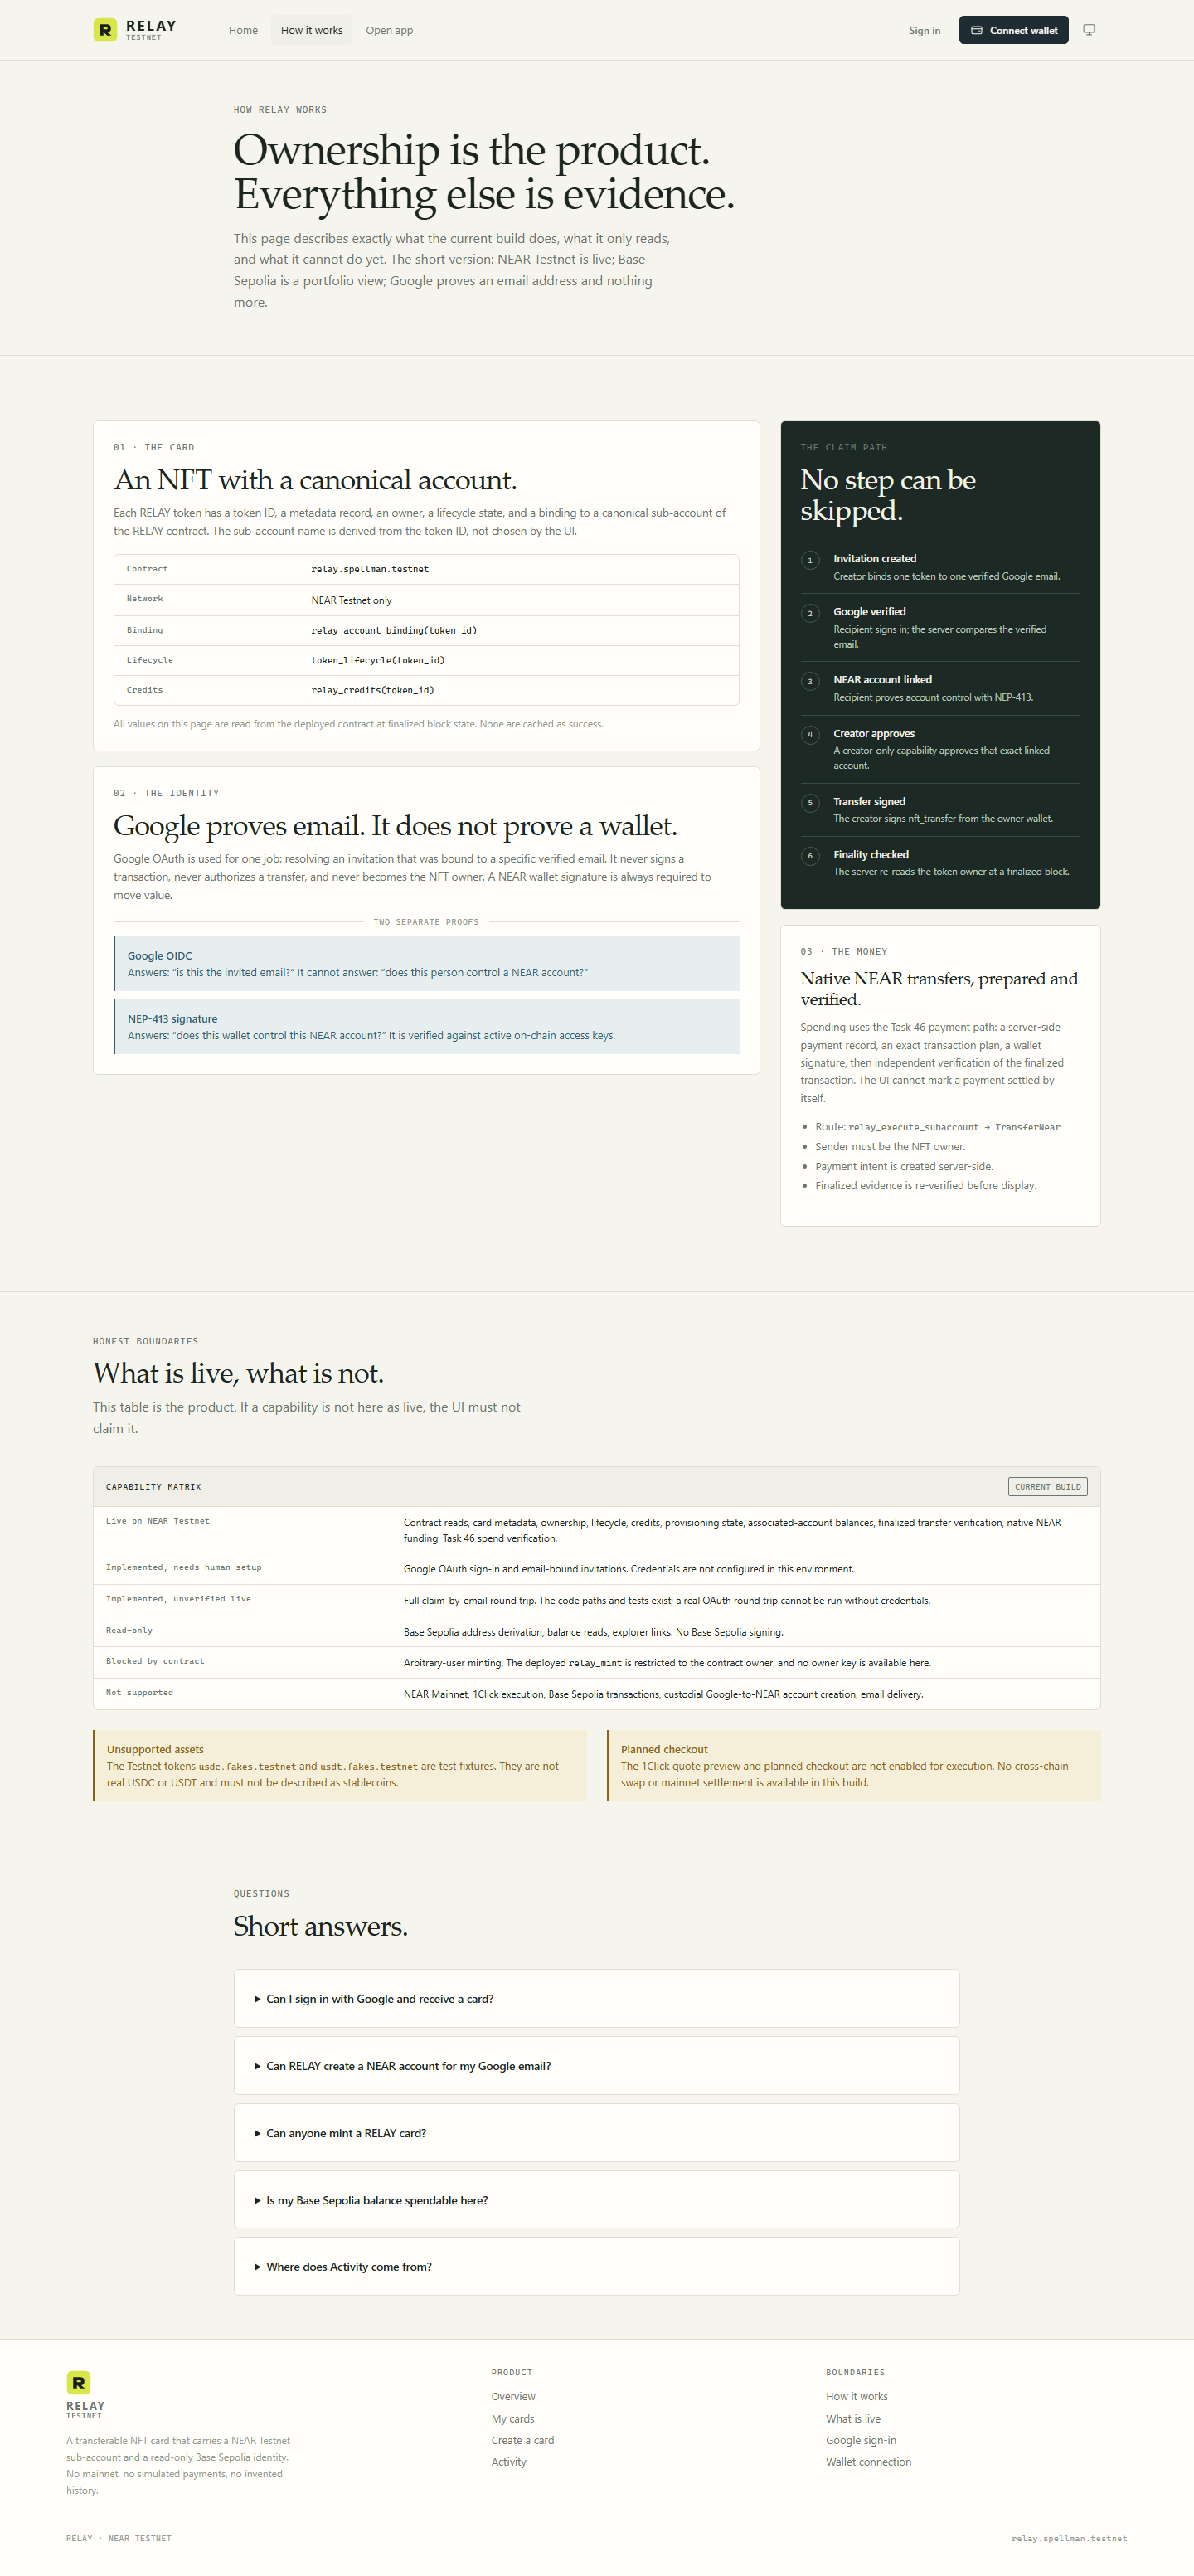 RELAY
TESTNET
Home
How it works
Open app
Sign in
Connect wallet
HOW RELAY WORKS
Ownership is the product.
Everything else is evidence.
This page describes exactly what the current build does, what it only reads,
and what it cannot do yet. The short version: NEAR Testnet is live; Base
Sepolia is a portfolio view; Google proves an email address and nothing
more.
01 · THE CARD
An NFT with a canonical account.
Each RELAY token has a token ID, a metadata record, an owner, a lifecycle state, and a binding to a canonical sub-account of
the RELAY contract. The sub-account name is derived from the token ID, not chosen by the UI.
Contract relay.spellman.testnet
Network NEAR Testnet only
Binding relay_account_binding(token_id)
Lifecycle token_lifecycle(token_id)
Credits relay_credits(token_id)
All values on this page are read from the deployed contract at finalized block state. None are cached as success.
02 · THE IDENTITY
Google proves email. It does not prove a wallet.
Google OAuth is used for one job: resolving an invitation that was bound to a specific verified email. It never signs a
transaction, never authorizes a transfer, and never becomes the NFT owner. A NEAR wallet signature is always required to
move value.
TWO SEPARATE PROOFS
Google OIDC
Answers: “is this the invited email?” It cannot answer: “does this person control a NEAR account?”
NEP-413 signature
Answers: “does this wallet control this NEAR account?” It is verified against active on-chain access keys.
THE CLAIM PATH
No step can be
skipped.
1 Invitation created
Creator binds one token to one verified Google email.
2 Google verified
Recipient signs in; the server compares the verified
email.
3 NEAR account linked
Recipient proves account control with NEP-413.
4 Creator approves
A creator-only capability approves that exact linked
account.
5 Transfer signed
The creator signs nft_transfer from the owner wallet.
6 Finality checked
The server re-reads the token owner at a finalized block.
03 · THE MONEY
Native NEAR transfers, prepared and
verified.
Spending uses the Task 46 payment path: a server-side
payment record, an exact transaction plan, a wallet
signature, then independent verification of the finalized
transaction. The UI cannot mark a payment settled by
itself.
• Route: relay_execute_subaccount → TransferNear
• Sender must be the NFT owner.
• Payment intent is created server-side.
• Finalized evidence is re-verified before display.
HONEST BOUNDARIES
What is live, what is not.
This table is the product. If a capability is not here as live, the UI must not
claim it.
CAPABILITY MATRIX
CURRENT BUILD
Live on NEAR Testnet Contract reads, card metadata, ownership, lifecycle, credits, provisioning state, associated-account balances, finalized transfer verification, native NEAR
funding, Task 46 spend verification.
Implemented, needs human setup Google OAuth sign-in and email-bound invitations. Credentials are not configured in this environment.
Implemented, unverified live Full claim-by-email round trip. The code paths and tests exist; a real OAuth round trip cannot be run without credentials.
Read-only Base Sepolia address derivation, balance reads, explorer links. No Base Sepolia signing.
Blocked by contract Arbitrary-user minting. The deployed relay_mint is restricted to the contract owner, and no owner key is available here.
Not supported NEAR Mainnet, 1Click execution, Base Sepolia transactions, custodial Google-to-NEAR account creation, email delivery.
Unsupported assets
The Testnet tokens usdc.fakes.testnet and usdt.fakes.testnet are test fixtures. They are not
real USDC or USDT and must not be described as stablecoins.
Planned checkout
The 1Click quote preview and planned checkout are not enabled for execution. No cross-chain
swap or mainnet settlement is available in this build.
QUESTIONS
Short answers.
▶ Can I sign in with Google and receive a card?
▶ Can RELAY create a NEAR account for my Google email?
▶ Can anyone mint a RELAY card?
▶ Is my Base Sepolia balance spendable here?
▶ Where does Activity come from?
RELAY
TESTNET
A transferable NFT card that carries a NEAR Testnet
sub-account and a read-only Base Sepolia identity.
No mainnet, no simulated payments, no invented
history.
PRODUCT
Overview
My cards
Create a card
Activity
BOUNDARIES
How it works
What is live
Google sign-in
Wallet connection
RELAY · NEAR TESTNET
relay.spellman.testnet